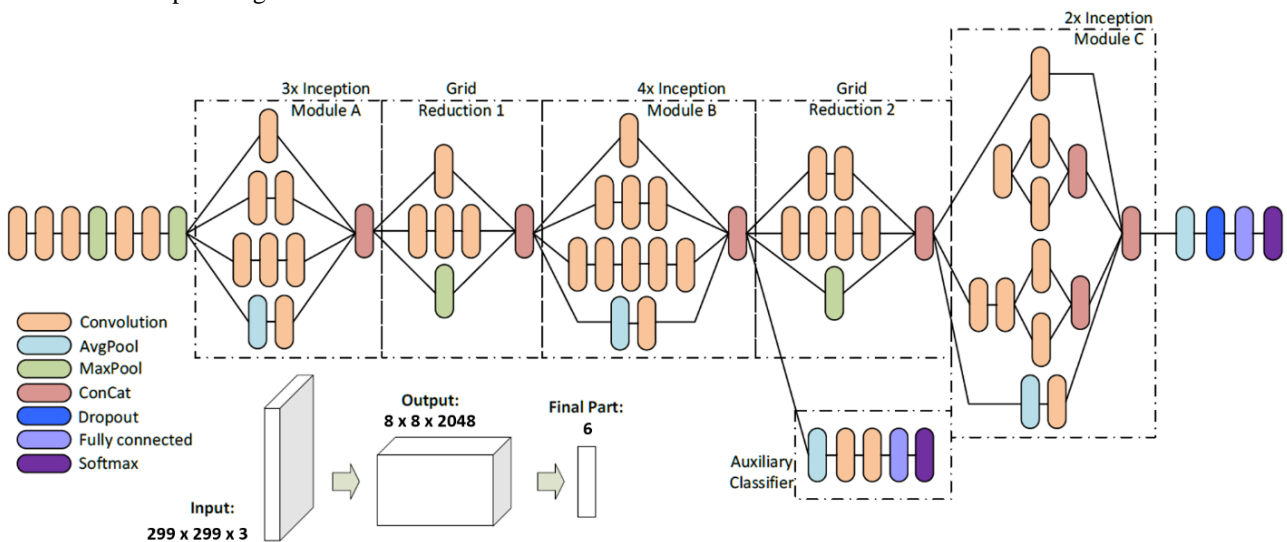 2x Inception
Module C
3x Inception
Module A
Grid
Reduction 1
4x Inception
Module B
Grid
Reduction 2
Convolution
AvgPool
MaxPool
ConCat
Dropout
Fully connected
Softmax
Input:
299 x 299 x 3
Output:
8 x 8 x 2048
Final Part:
6
Auxiliary
Classifier